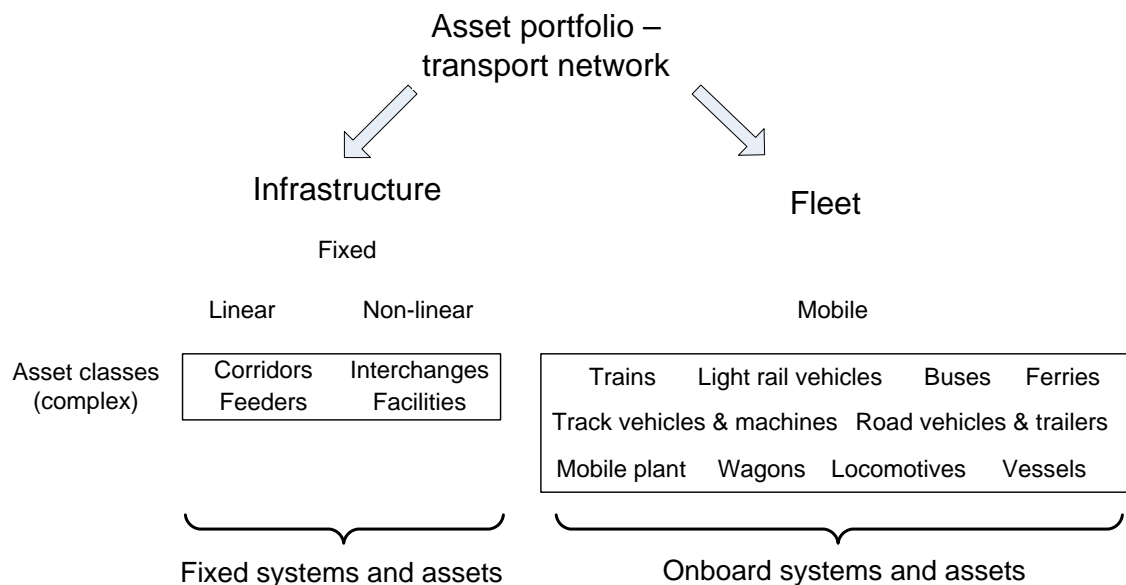 Asset portfolio –
transport network
Infrastructure
Fleet
Fixed
Linear Non-linear
Mobile
Asset classes
(complex)
Corridors Interchanges
Feeders Facilities
Trains Light rail vehicles Buses Ferries
Track vehicles & machines Road vehicles & trailers
Mobile plant Wagons Locomotives Vessels
Fixed systems and assets
Onboard systems and assets